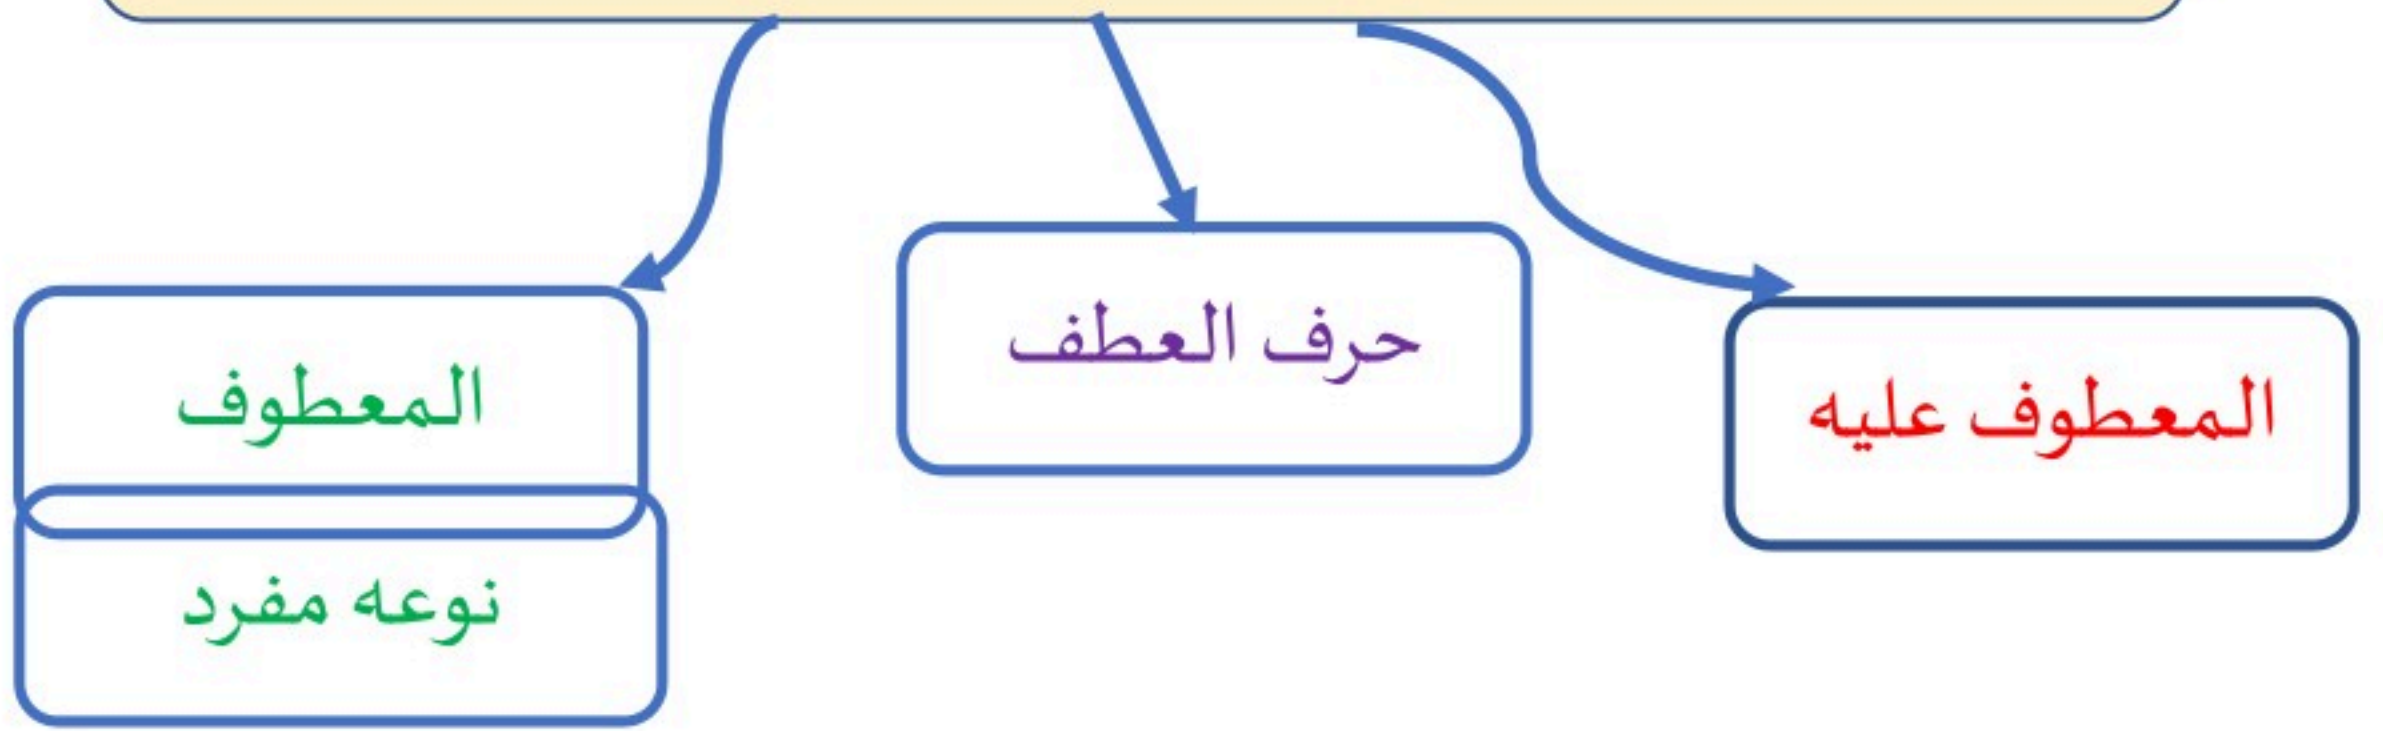 المعطوف عليه
حرف العطف
المعطوف
نوعه مفرد